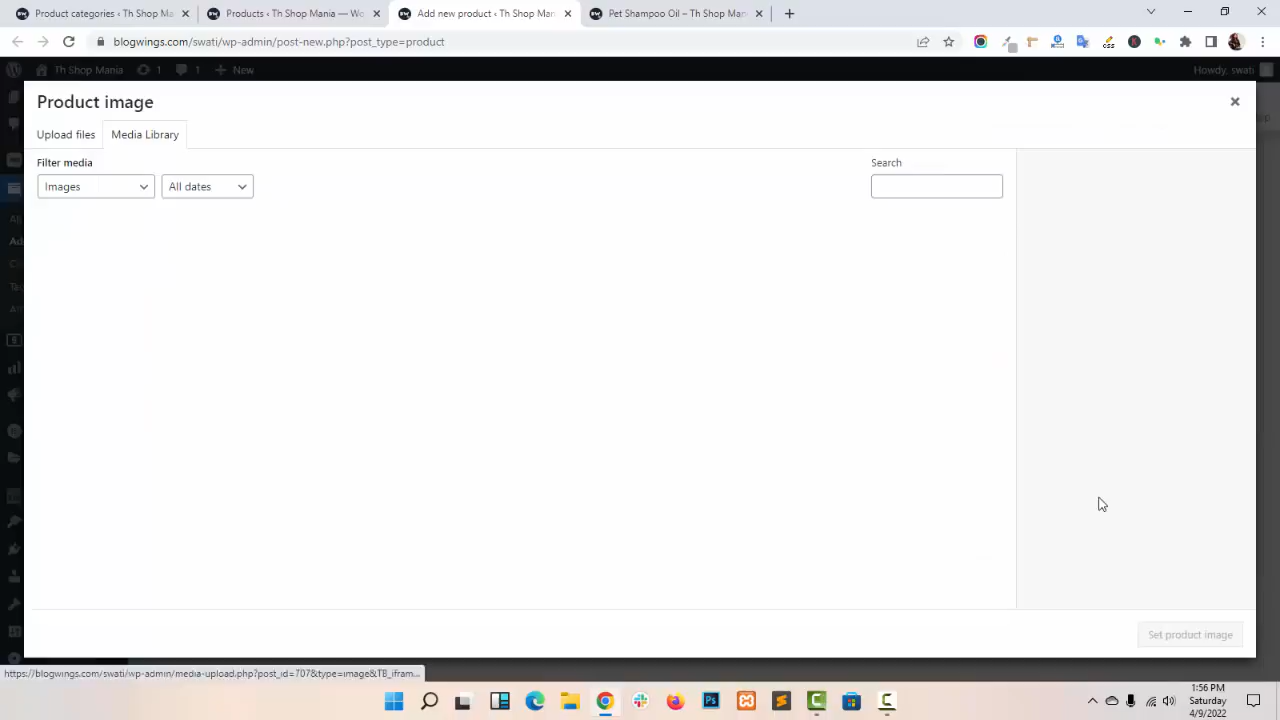 Product categories ‹ Th Shop Ma
Products ‹ Th Shop Mania — Wo
Add new product ‹ Th Shop Man
Pet Shampoo Oil – Th Shop Man
blogwings.com/swati/wp-admin/post-new.php?post_type=product
Th Shop Mania
1
1
New
Howdy, swati
Product image
Upload files
Media Library
Filter media
Search
Images
All dates
Set product image
https://blogwings.com/swati/wp-admin/media-upload.php?post_id=707&type=image&TB_ifram...
1:56 PM
Saturday
4/9/2022